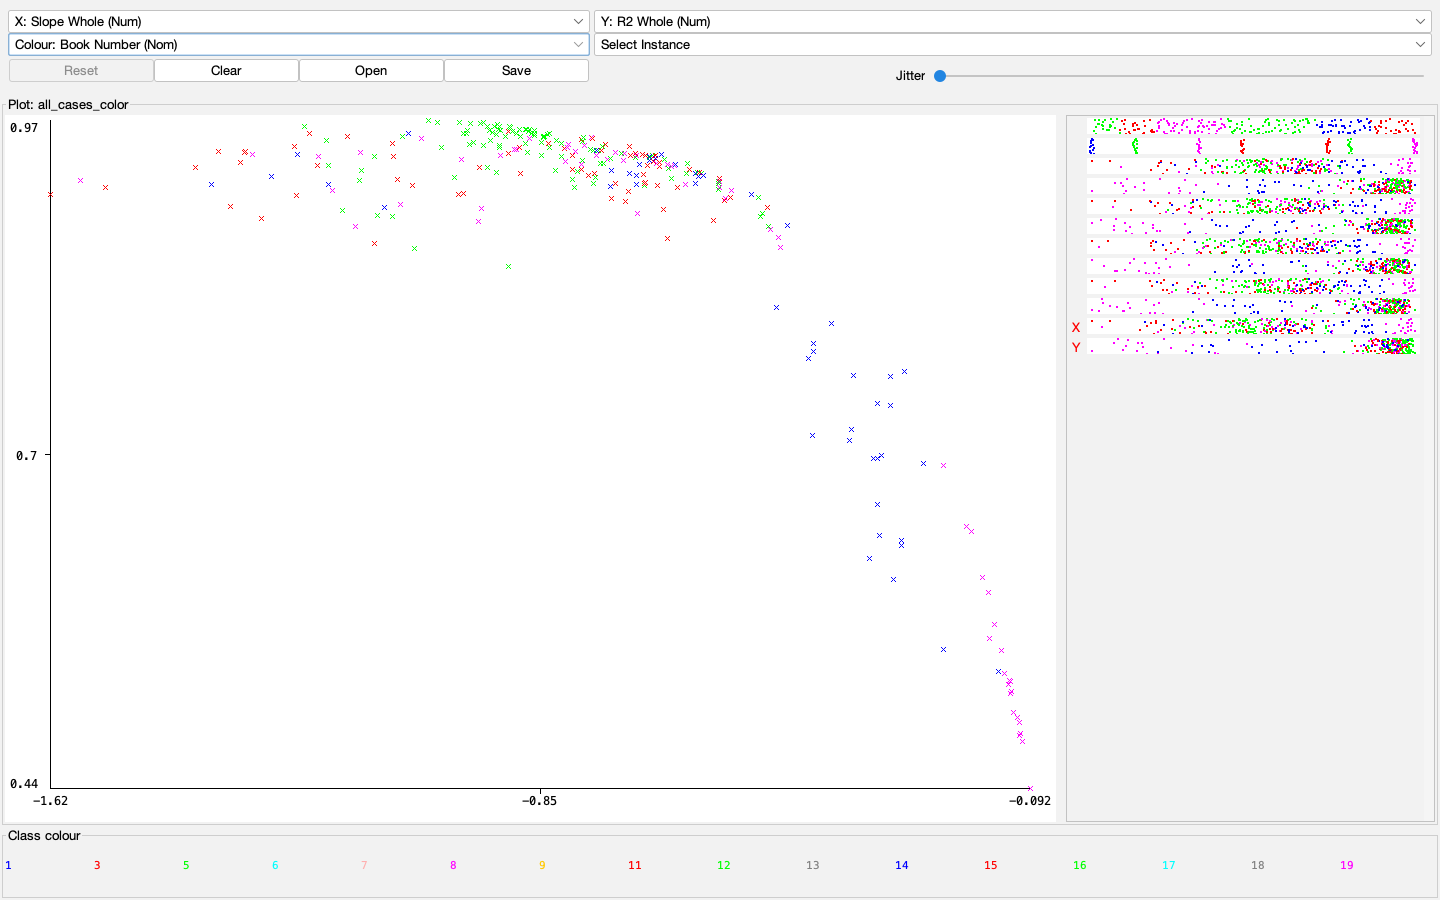 X: Slope Whole (Num) Y: R2 Whole (Num)
Colour: Book Number (Nom) Select Instance
Reset Clear Open Save Jitter
Plot: all_cases_color
0.97
0.7
0.44
-1.62 -0.85 -0.092
X
Y
Class colour
1 3 5 6 7 8 9 11 12 13 14 15 16 17 18 19